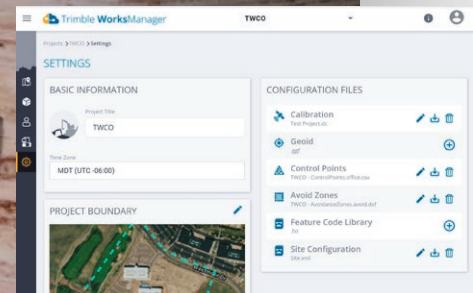 Trimble WorksManager
TWCO
Projects > TWCO > Settings
SETTINGS
BASIC INFORMATION
Project Title
TWCO
Time Zone
MDT (UTC -06:00)
PROJECT BOUNDARY
CONFIGURATION FILES
Calibration
Test Project.dc
Geoid
.ggf
Control Points
TWCO - ControlPoints.office.csv
Avoid Zones
TWCO - AvoidanceZones.avoid.dxf
Feature Code Library
.fxl
Site Configuration
Site.xml